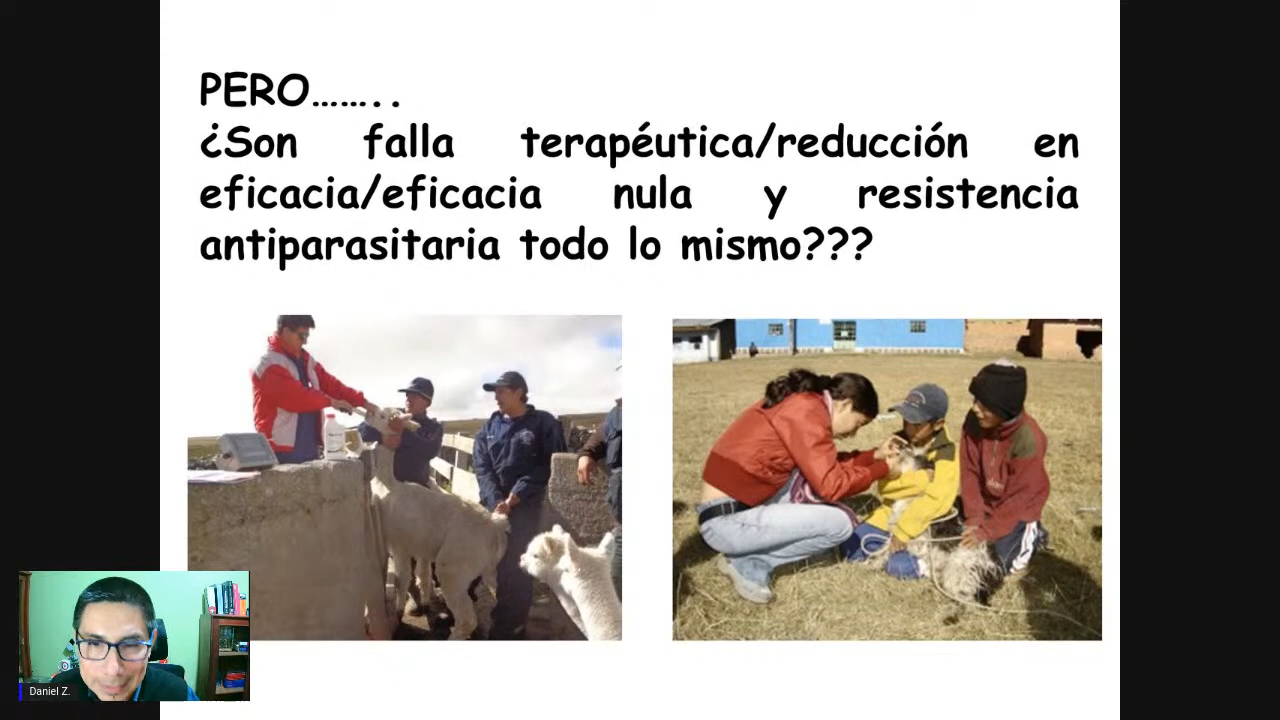 PERO……..
¿Son falla terapéutica/reducción en
eficacia/eficacia nula y resistencia
antiparasitaria todo lo mismo???
Daniel Z.